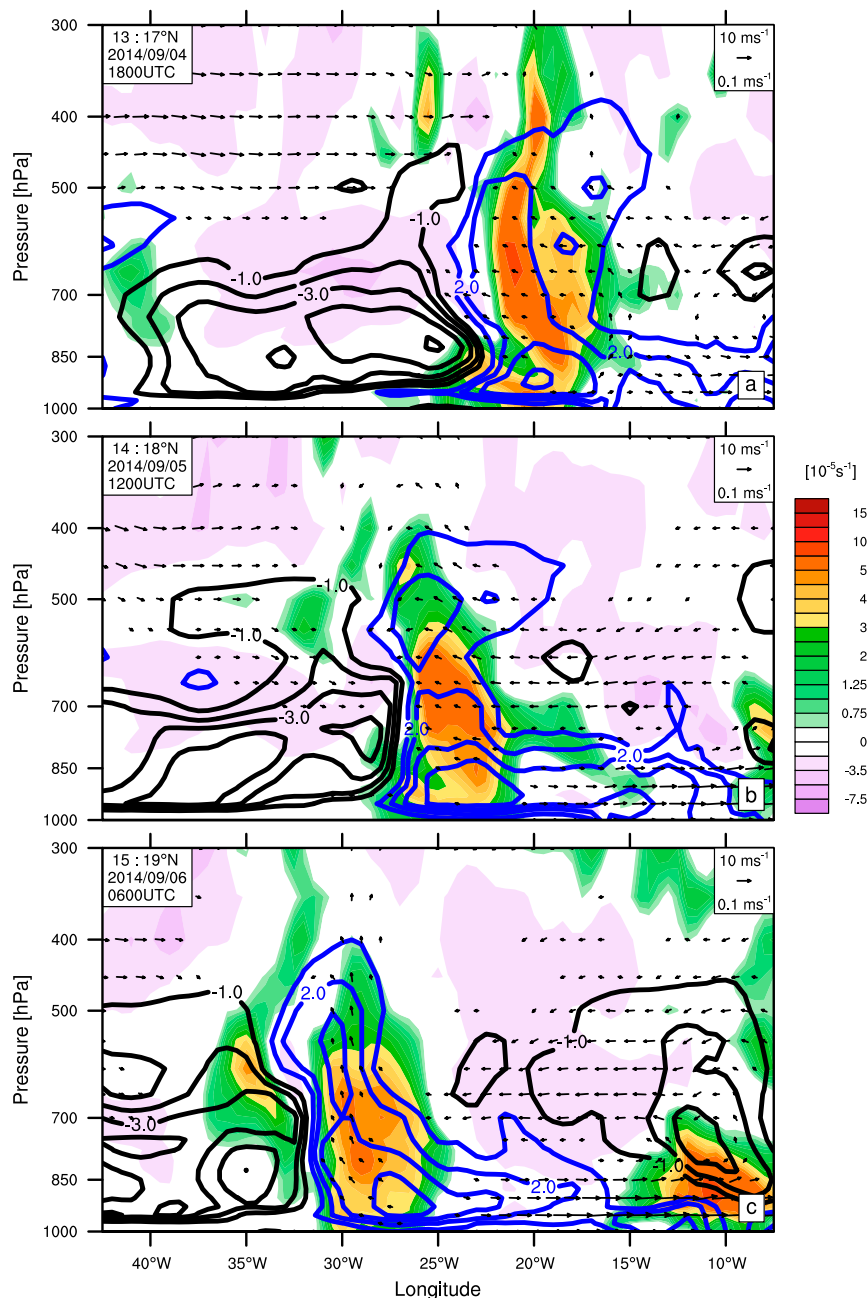 13 : 17°N
2014/09/04
1800UTC
10 ms⁻¹
0.1 ms⁻¹
300
400
500
700
850
1000
Pressure [hPa]
-1.0
-1.0
-3.0
2.0
2.0
a
14 : 18°N
2014/09/05
1200UTC
10 ms⁻¹
0.1 ms⁻¹
300
400
500
700
850
1000
Pressure [hPa]
-1.0
-1.0
-3.0
2.0
2.0
b
[10⁻⁵s⁻¹]
15
10
5
4
3
2
1.25
0.75
0
-3.5
-7.5
15 : 19°N
2014/09/06
0600UTC
10 ms⁻¹
0.1 ms⁻¹
300
400
500
700
850
1000
Pressure [hPa]
-1.0
2.0
-1.0
-3.0
-1.0
2.0
c
40°W
35°W
30°W
25°W
20°W
15°W
10°W
Longitude